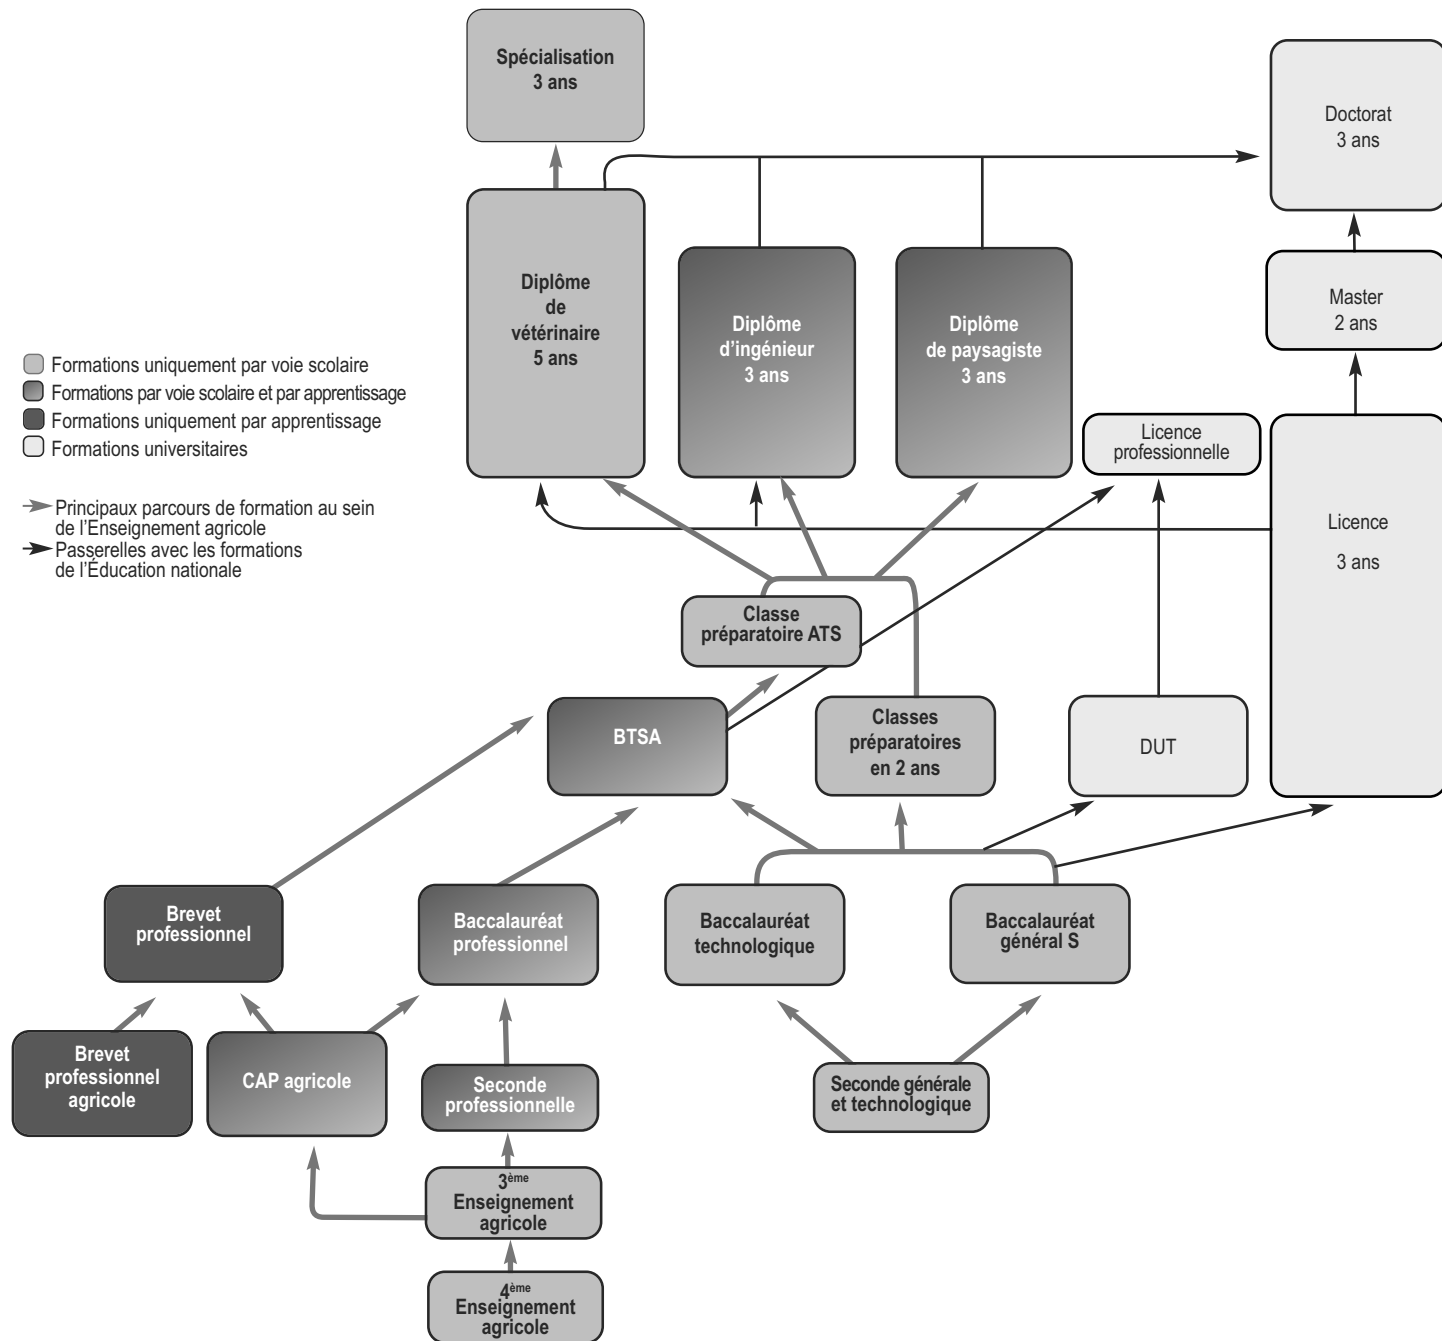 Spécialisation
3 ans
Doctorat
3 ans
Diplôme
de
vétérinaire
5 ans
Diplôme
d'ingénieur
3 ans
Diplôme
de paysagiste
3 ans
Master
2 ans
Formations uniquement par voie scolaire
Formations par voie scolaire et par apprentissage
Formations uniquement par apprentissage
Formations universitaires
Principaux parcours de formation au sein
de l'Enseignement agricole
Passerelles avec les formations
de l'Éducation nationale
Licence
professionnelle
Licence
3 ans
Classe
préparatoire ATS
BTSA
Classes
préparatoires
en 2 ans
DUT
Brevet
professionnel
Baccalauréat
professionnel
Baccalauréat
technologique
Baccalauréat
général S
Brevet
professionnel
agricole
CAP agricole
Seconde
professionnelle
Seconde générale
et technologique
3ème
Enseignement
agricole
4ème
Enseignement
agricole